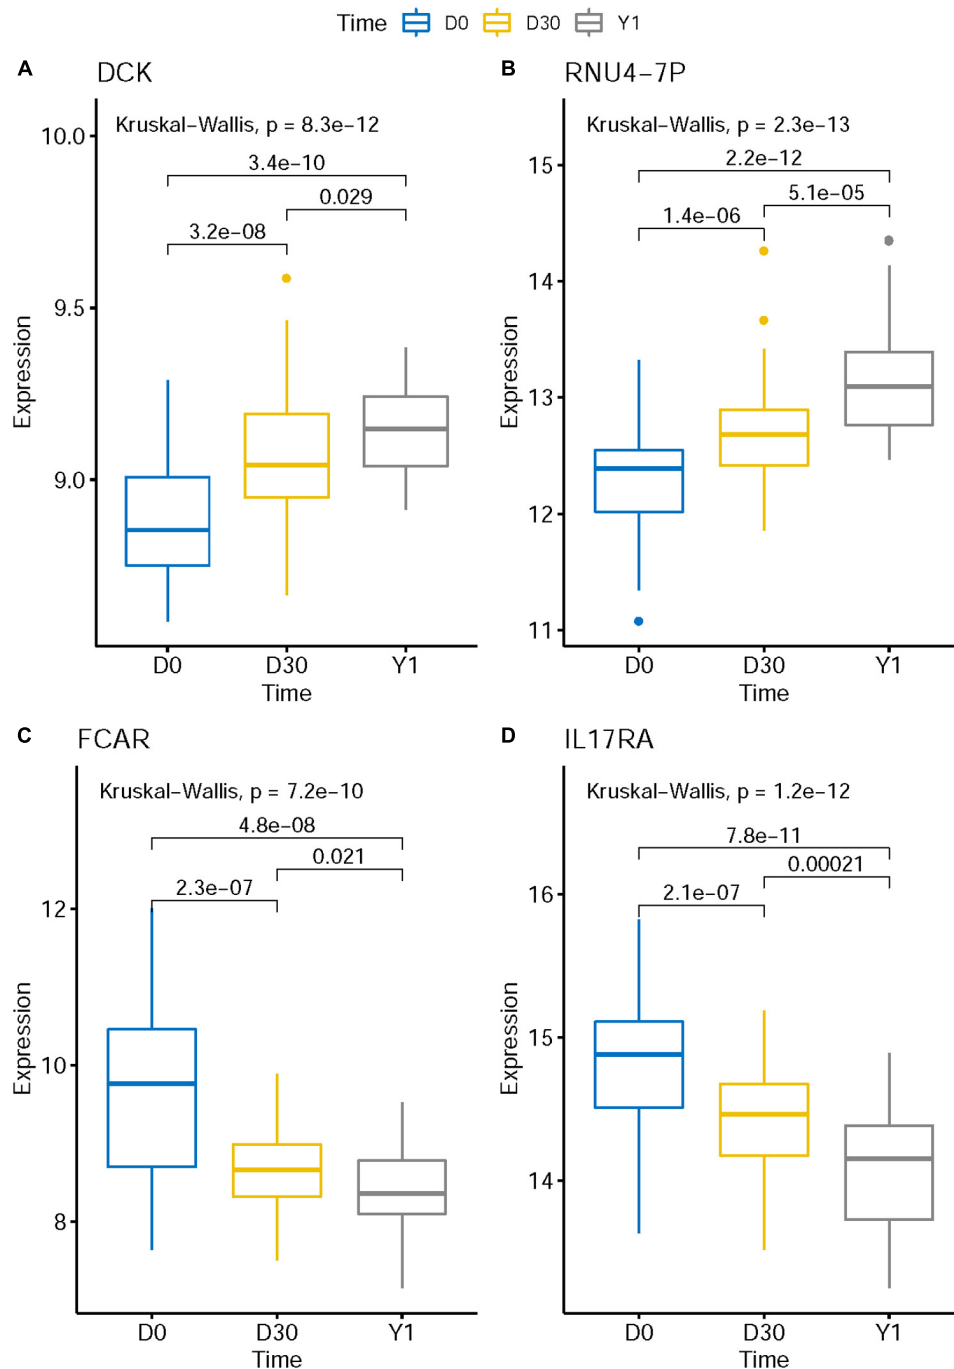 Time D0 D30 Y1
A DCK
Kruskal–Wallis, p = 8.3e–12
3.4e–10
0.029
3.2e–08
10.0
9.5
9.0
Expression
D0 D30 Y1
Time
B RNU4–7P
Kruskal–Wallis, p = 2.3e–13
2.2e–12
5.1e–05
1.4e–06
15
14
13
12
11
Expression
D0 D30 Y1
Time
C FCAR
Kruskal–Wallis, p = 7.2e–10
4.8e–08
0.021
2.3e–07
12
10
8
Expression
D0 D30 Y1
Time
D IL17RA
Kruskal–Wallis, p = 1.2e–12
7.8e–11
0.00021
2.1e–07
16
15
14
Expression
D0 D30 Y1
Time